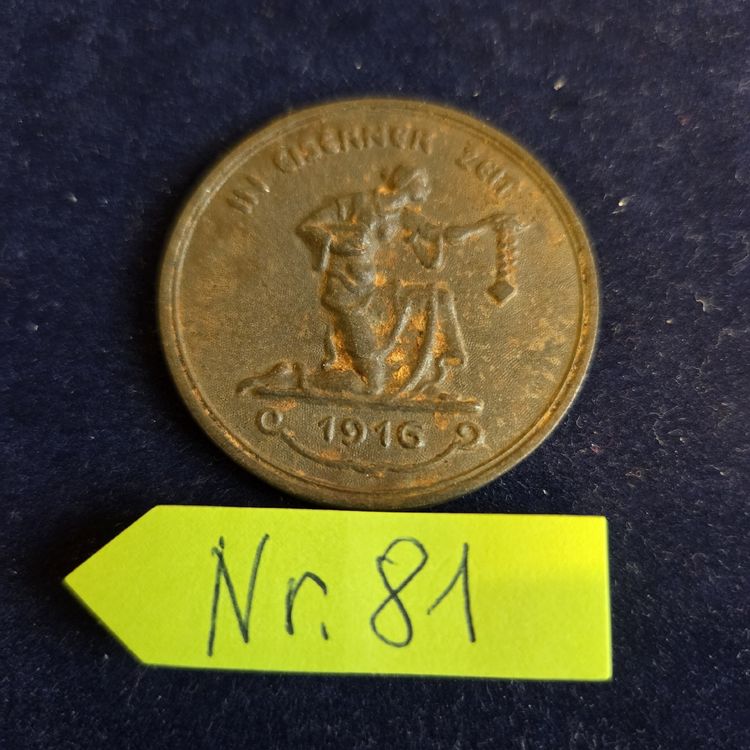 IN EISERNER ZEIT
1916
Nr. 81